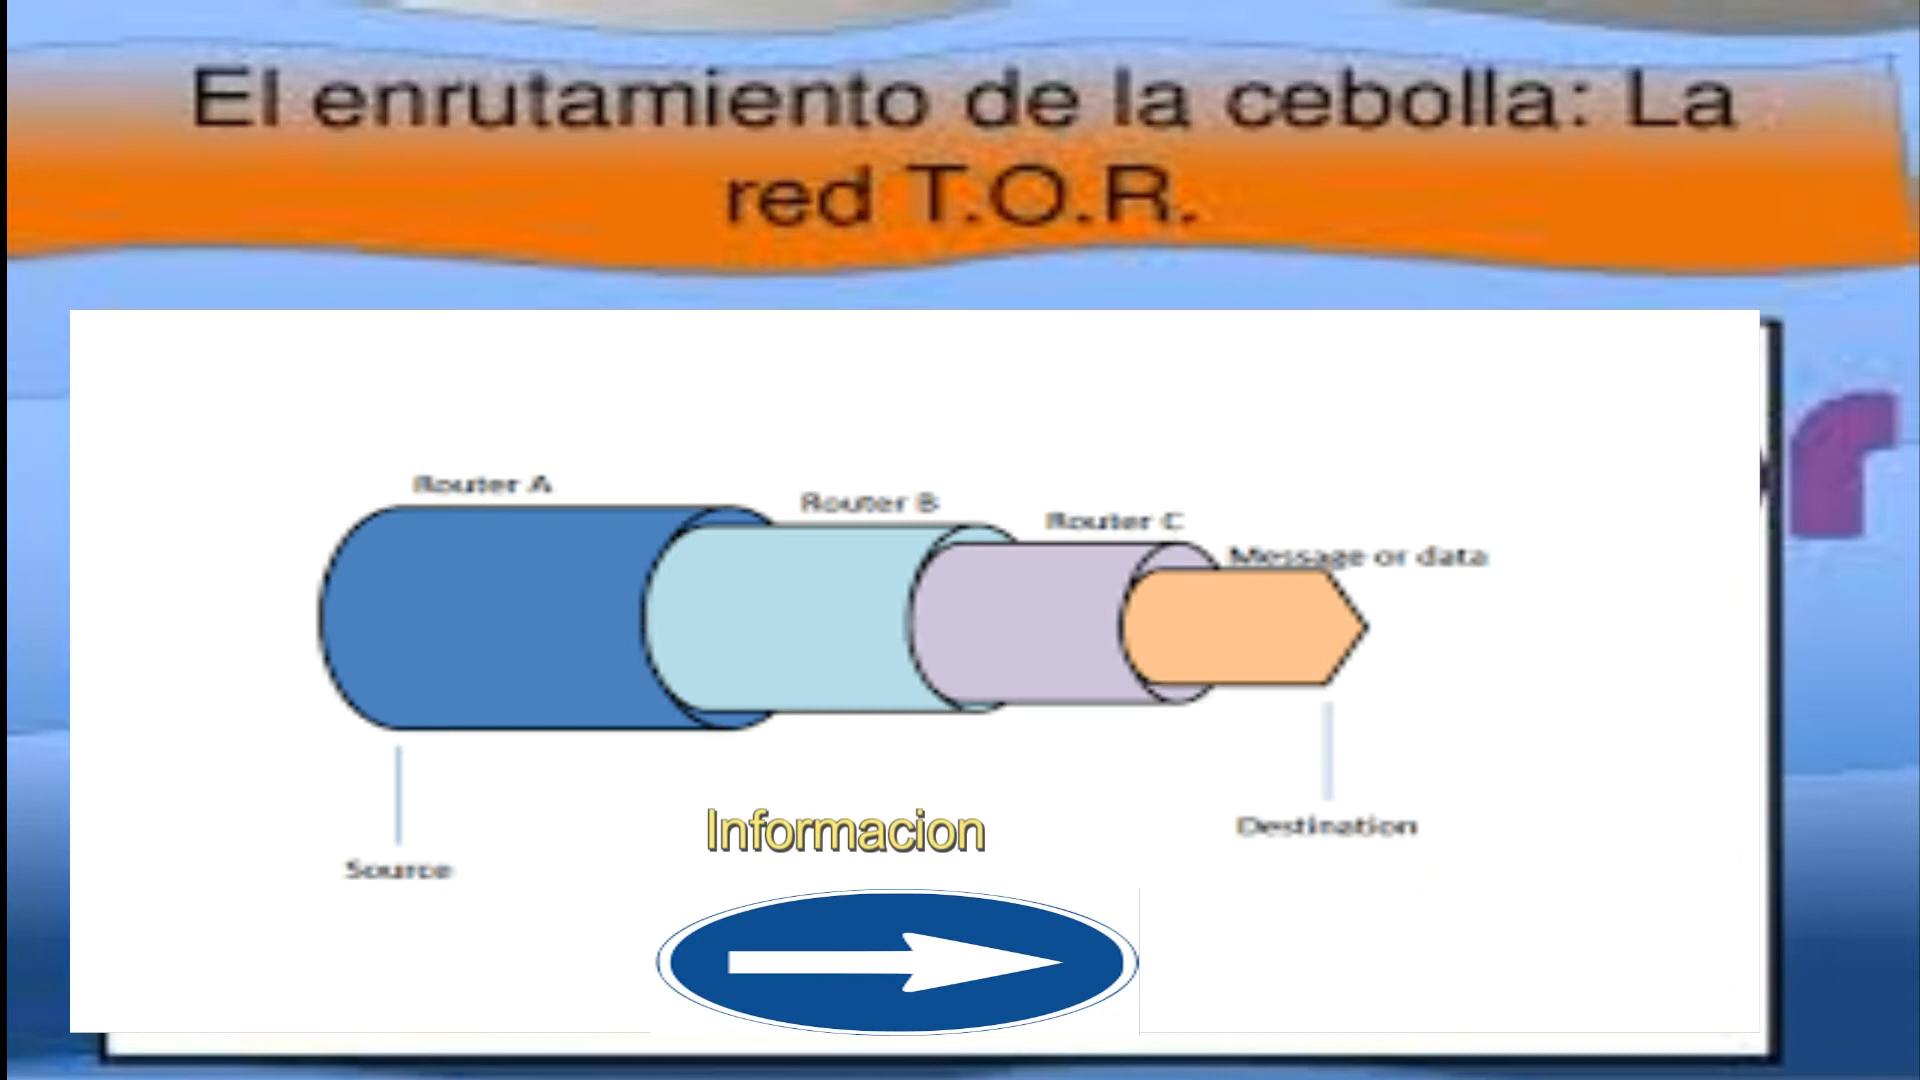 El enrutamiento de la cebolla: La
red T.O.R.
Router A
Router B
Router C
Message or data
Informacion
Destination
Source
r